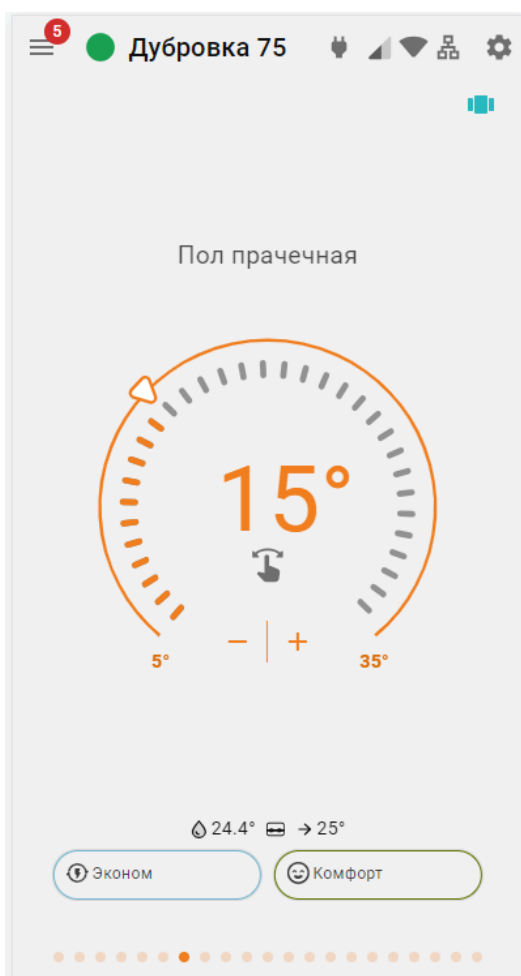 5
Дубровка 75
Пол прачечная
15°
− | +
5°
35°
24.4° → 25°
Эконом
Комфорт